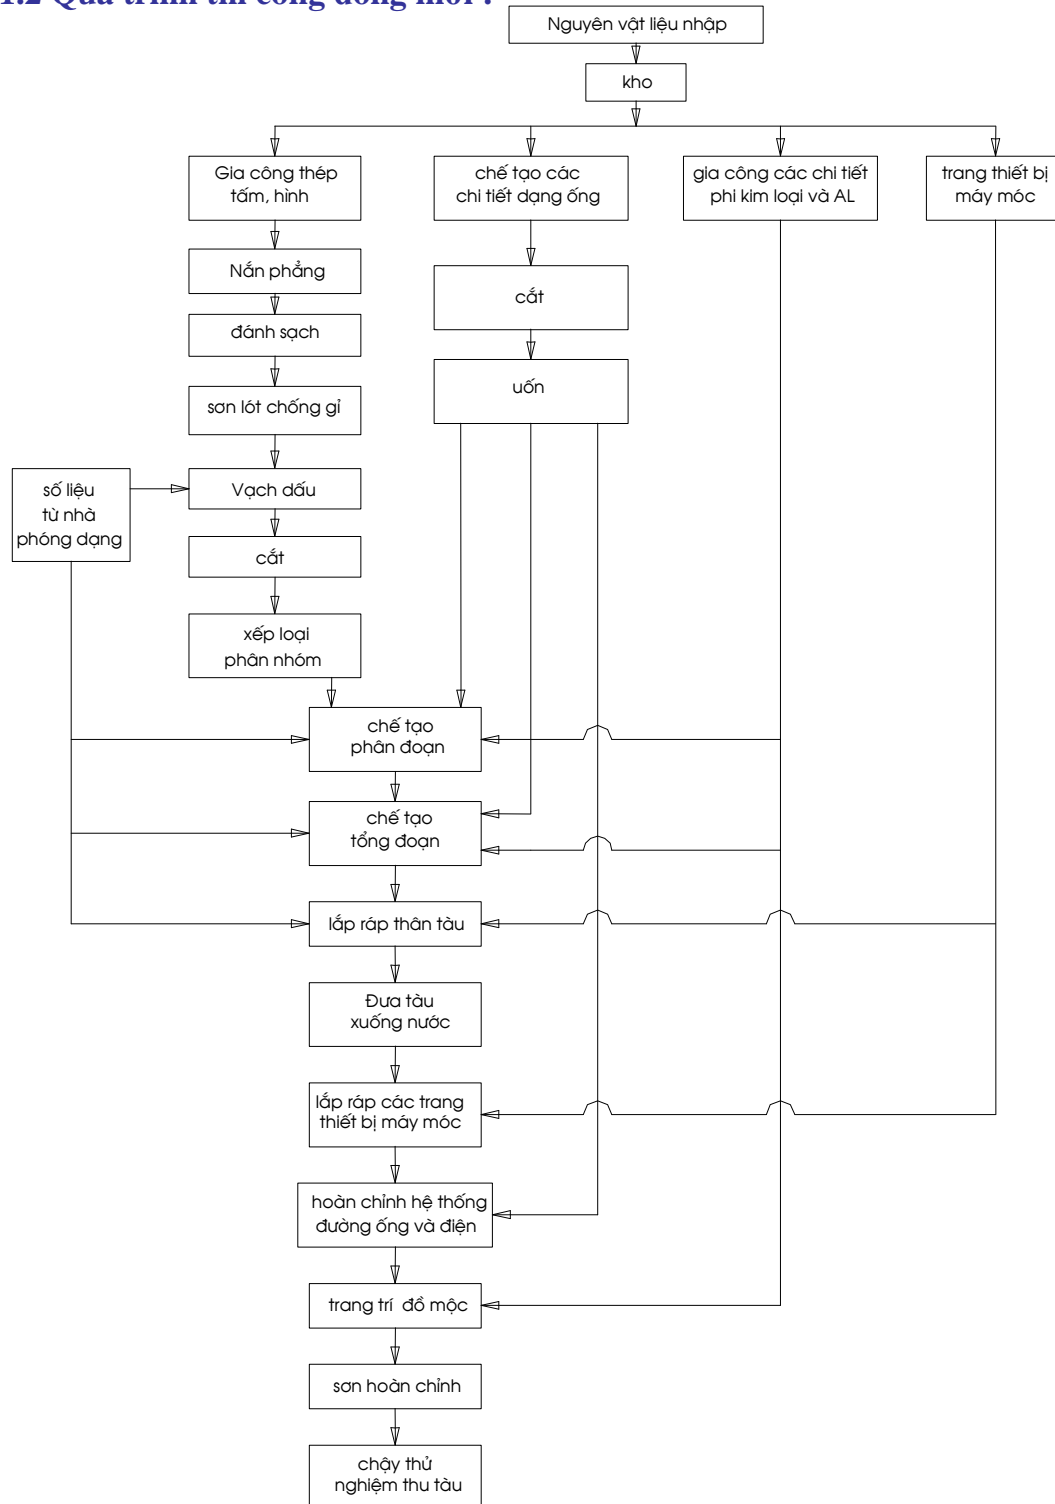 1.2 Quá trình thi công đóng mới :
Nguyên vật liệu nhập
kho
Gia công thép
tấm, hình
chế tạo các
chi tiết dạng ống
gia công các chi tiết
phi kim loại và AL
trang thiết bị
máy móc
Nắn phẳng
cắt
đánh sạch
uốn
sơn lót chống gỉ
số liệu
từ nhà
phóng dạng
Vạch dấu
cắt
xếp loại
phân nhóm
chế tạo
phân đoạn
chế tạo
tổng đoạn
lắp ráp thân tàu
Đưa tàu
xuống nước
lắp ráp các trang
thiết bị máy móc
hoàn chỉnh hệ thống
đường ống và điện
trang trí đồ mộc
sơn hoàn chỉnh
chậy thử
nghiệm thu tàu